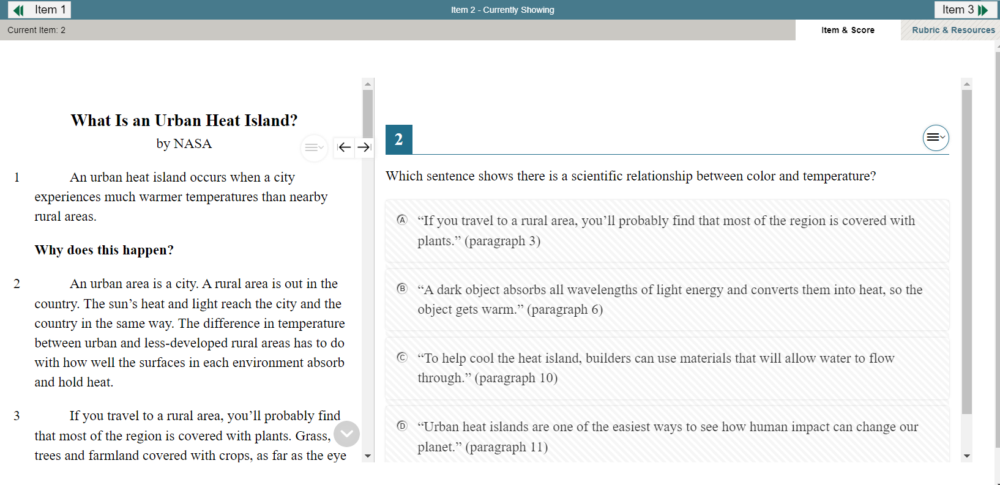 Item 1
Item 2 - Currently Showing
Item 3
Current Item: 2
Item & Score
Rubric & Resources
What Is an Urban Heat Island?
by NASA
1 An urban heat island occurs when a city
experiences much warmer temperatures than nearby
rural areas.
Why does this happen?
2 An urban area is a city. A rural area is out in the
country. The sun’s heat and light reach the city and the
country in the same way. The difference in temperature
between urban and less-developed rural areas has to do
with how well the surfaces in each environment absorb
and hold heat.
3 If you travel to a rural area, you’ll probably find
that most of the region is covered with plants. Grass,
trees and farmland covered with crops, as far as the eye
2
Which sentence shows there is a scientific relationship between color and temperature?
A “If you travel to a rural area, you’ll probably find that most of the region is covered with
plants.” (paragraph 3)
B “A dark object absorbs all wavelengths of light energy and converts them into heat, so the
object gets warm.” (paragraph 6)
C “To help cool the heat island, builders can use materials that will allow water to flow
through.” (paragraph 10)
D “Urban heat islands are one of the easiest ways to see how human impact can change our
planet.” (paragraph 11)